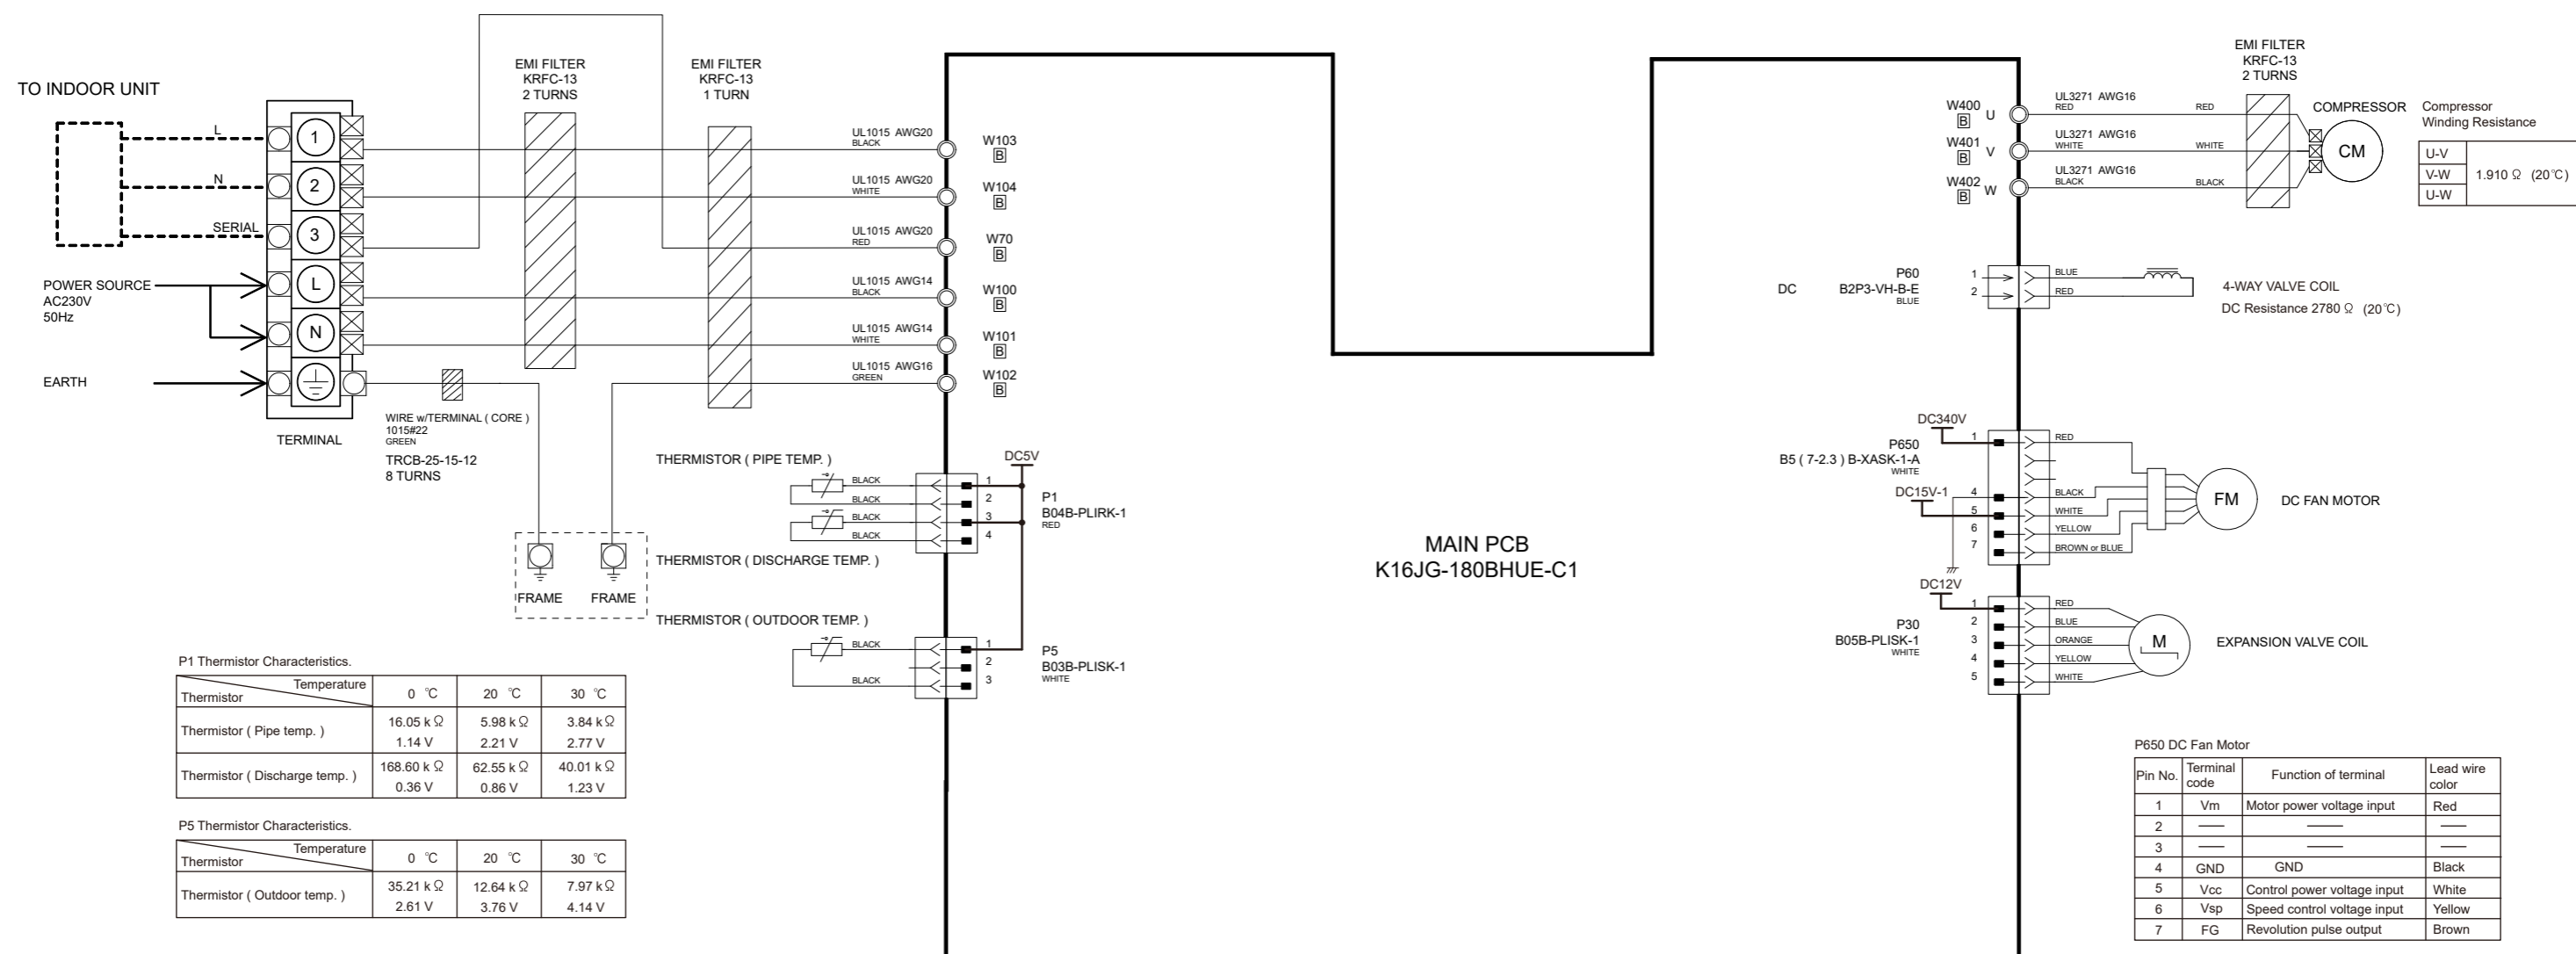 TO INDOOR UNIT
L
N
SERIAL
POWER SOURCE
AC230V
50Hz
EARTH
1
2
3
L
N
TERMINAL
EMI FILTER
KRFC-13
2 TURNS
EMI FILTER
KRFC-13
1 TURN
WIRE w/TERMINAL ( CORE )
1015#22
GREEN
TRCB-25-15-12
8 TURNS
FRAME
FRAME
UL1015 AWG20
BLACK
W103
B
UL1015 AWG20
WHITE
W104
B
UL1015 AWG20
RED
W70
B
UL1015 AWG14
BLACK
W100
B
UL1015 AWG14
WHITE
W101
B
UL1015 AWG16
GREEN
W102
B
THERMISTOR ( PIPE TEMP. )
BLACK
BLACK
BLACK
BLACK
THERMISTOR ( DISCHARGE TEMP. )
DC5V
1
2
3
4
P1
B04B-PLIRK-1
RED
THERMISTOR ( OUTDOOR TEMP. )
BLACK
BLACK
1
2
3
P5
B03B-PLISK-1
WHITE
MAIN PCB
K16JG-180BHUE-C1
W400
B
U
W401
B
V
W402
B
W
UL3271 AWG16
RED
RED
UL3271 AWG16
WHITE
WHITE
UL3271 AWG16
BLACK
BLACK
EMI FILTER
KRFC-13
2 TURNS
COMPRESSOR
CM
Compressor
Winding Resistance
U-V
V-W
U-W
1.910 Ω (20℃)
DC
P60
B2P3-VH-B-E
BLUE
1
2
BLUE
RED
4-WAY VALVE COIL
DC Resistance 2780 Ω (20℃)
DC340V
P650
B5 ( 7-2.3 ) B-XASK-1-A
WHITE
DC15V-1
1
4
5
6
7
RED
BLACK
WHITE
YELLOW
BROWN or BLUE
FM
DC FAN MOTOR
DC12V
P30
B05B-PLISK-1
WHITE
1
2
3
4
5
RED
BLUE
ORANGE
YELLOW
WHITE
M
EXPANSION VALVE COIL
P1 Thermistor Characteristics.
Temperature
Thermistor
0 ℃ 20 ℃ 30 ℃
Thermistor ( Pipe temp. )
16.05 k Ω 5.98 k Ω 3.84 k Ω
1.14 V 2.21 V 2.77 V
Thermistor ( Discharge temp. )
168.60 k Ω 62.55 k Ω 40.01 k Ω
0.36 V 0.86 V 1.23 V
P5 Thermistor Characteristics.
Temperature
Thermistor
0 ℃ 20 ℃ 30 ℃
Thermistor ( Outdoor temp. )
35.21 k Ω 12.64 k Ω 7.97 k Ω
2.61 V 3.76 V 4.14 V
P650 DC Fan Motor
Pin No. Terminal code Function of terminal Lead wire color
1 Vm Motor power voltage input Red
2 — — —
3 — — —
4 GND GND Black
5 Vcc Control power voltage input White
6 Vsp Speed control voltage input Yellow
7 FG Revolution pulse output Brown